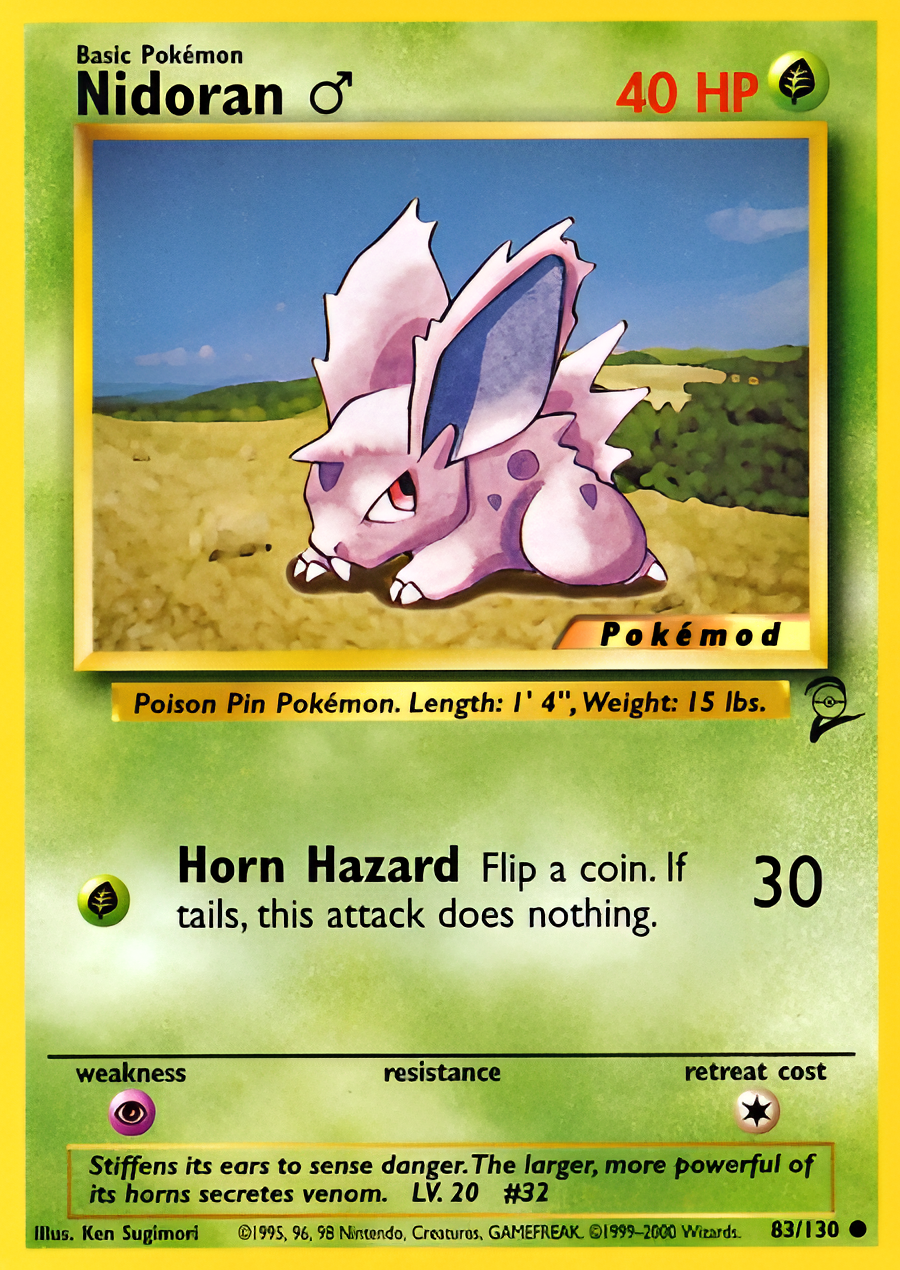 Basic Pokémon
Nidoran ♂
40 HP
Pokémod
Poison Pin Pokémon. Length: 1' 4", Weight: 15 lbs.
Horn Hazard Flip a coin. If
tails, this attack does nothing.
30
weakness
resistance
retreat cost
Stiffens its ears to sense danger. The larger, more powerful of
its horns secretes venom. LV. 20 #32
Illus. Ken Sugimori
©1995, 96, 98 Nintendo, Creatures, GAMEFREAK. ©1999–2000 Wizards.
83/130